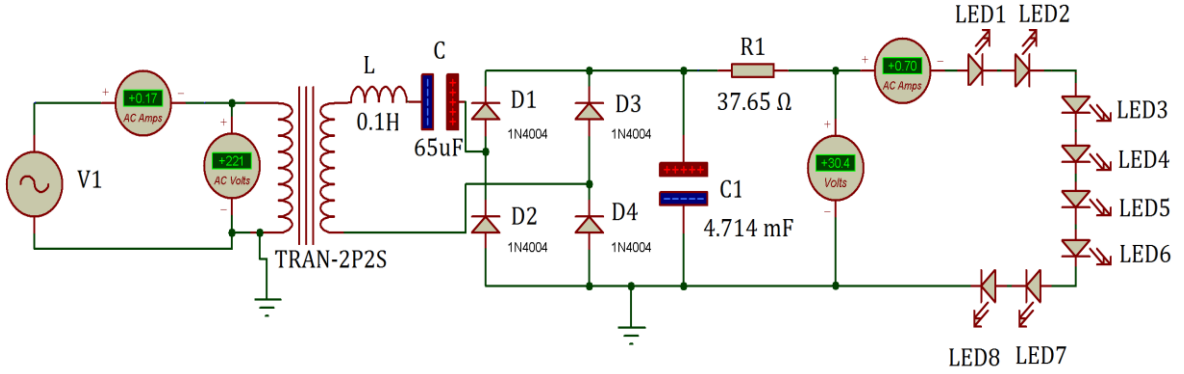 LED1
LED2
L
C
R1
+
+0.17
−
AC Amps
+
+0.70
−
AC Amps
D1
1N4004
D3
1N4004
37.65 Ω
LED3
0.1H
65uF
+
+221
AC Volts
−
V1
+++++
C1
4.714 mF
+
+30.4
Volts
−
LED4
D2
1N4004
D4
1N4004
LED5
LED6
TRAN-2P2S
LED8
LED7